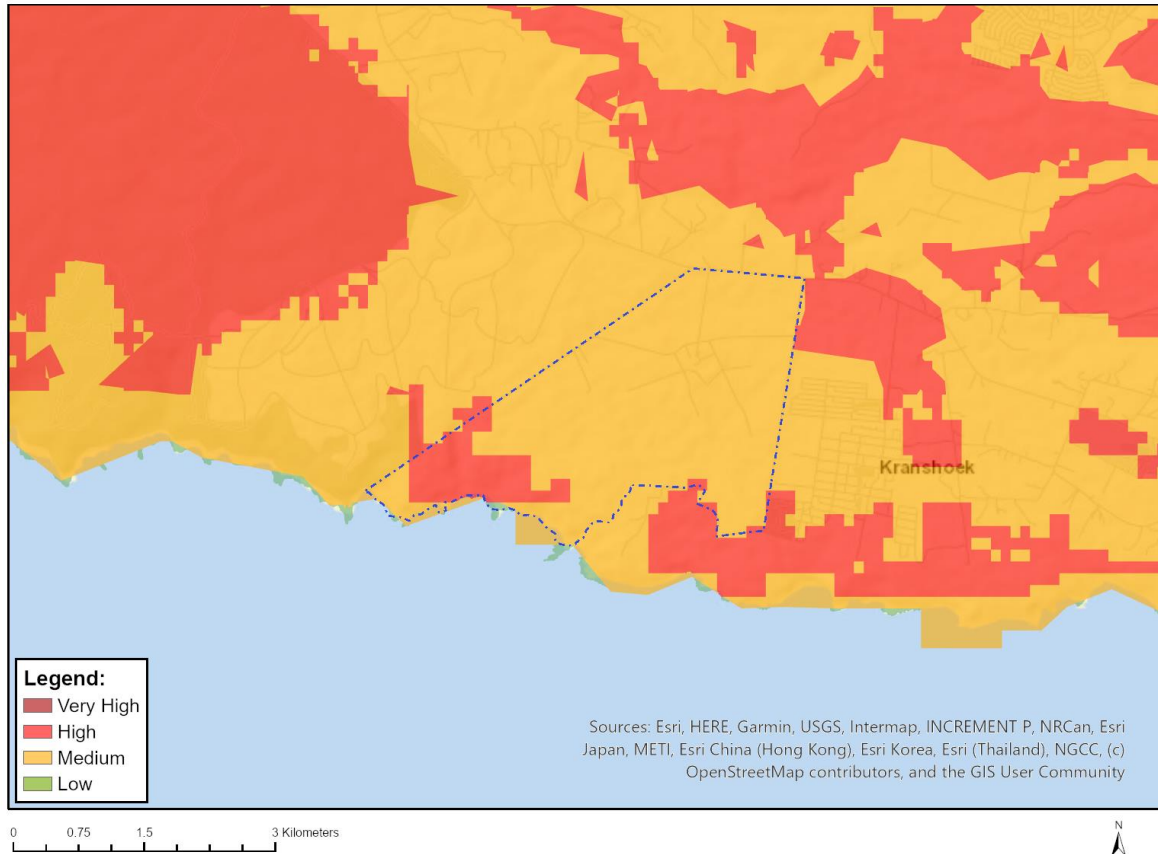 Kranshoek
Legend:
Very High
High
Medium
Low
Sources: Esri, HERE, Garmin, USGS, Intermap, INCREMENT P, NRCan, Esri
Japan, METI, Esri China (Hong Kong), Esri Korea, Esri (Thailand), NGCC, (c)
OpenStreetMap contributors, and the GIS User Community
0 0.75 1.5 3 Kilometers
N